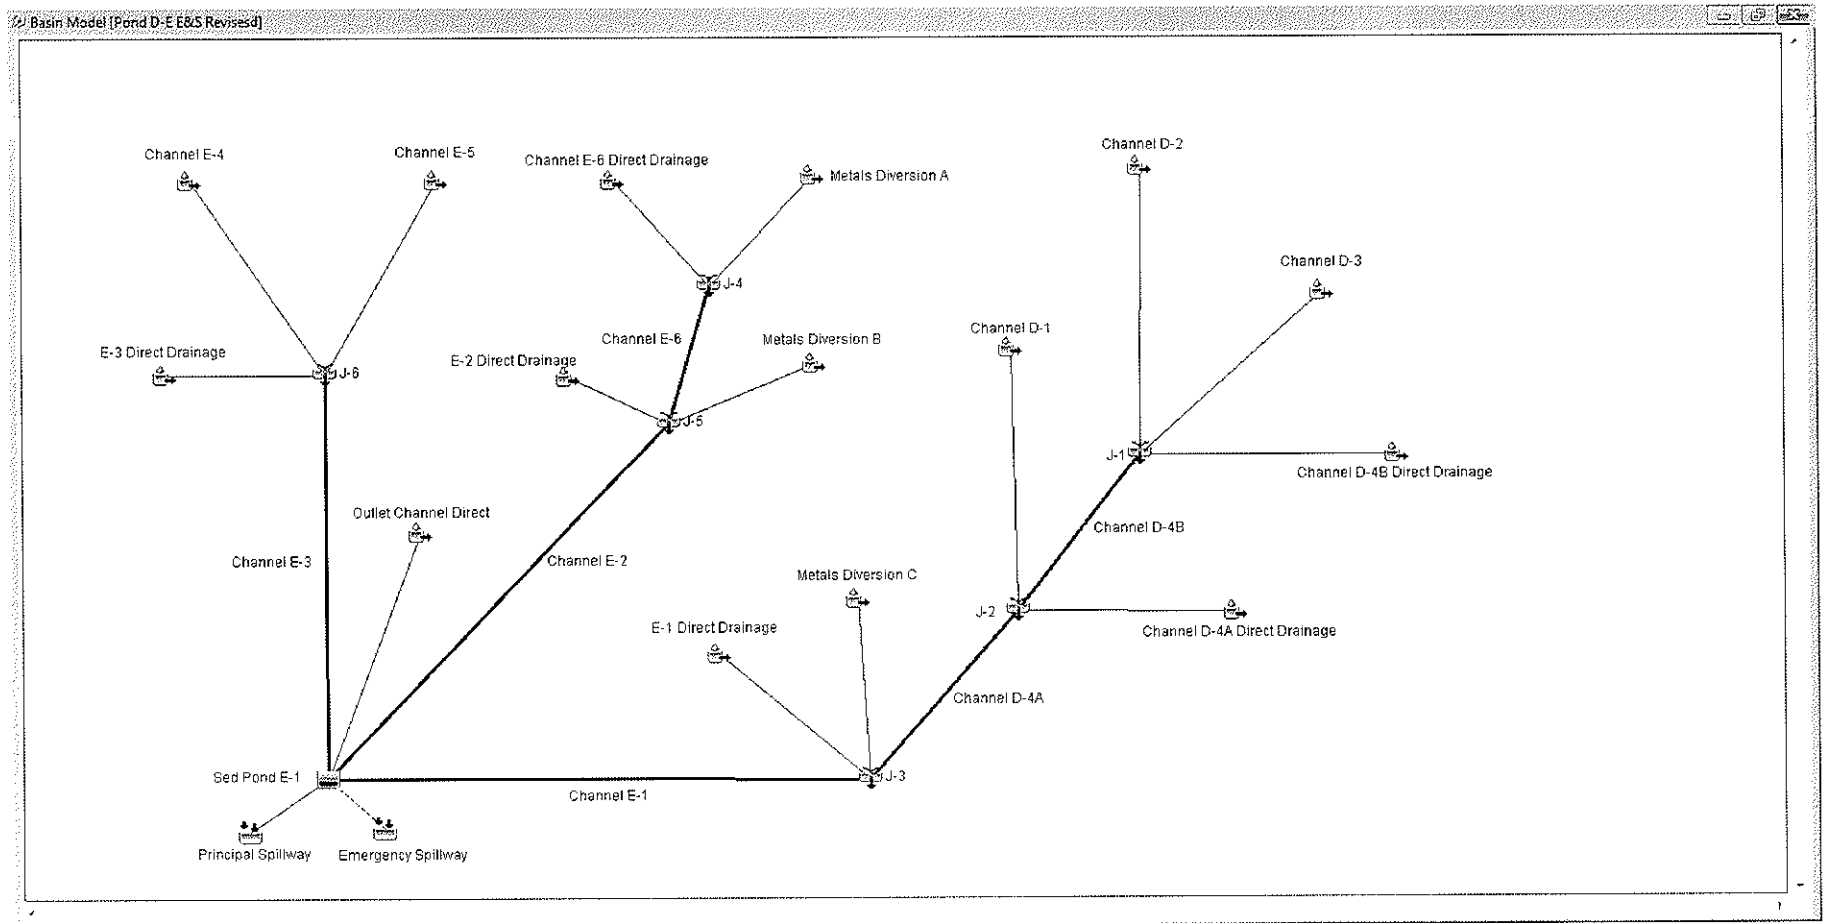 Basin Model [Pond D-E E&S Revisesd]
Channel D-2
Channel E-4
Channel E-5
Channel E-6 Direct Drainage
Metals Diversion A
Channel D-3
J-4
Channel D-1
Channel E-6
Metals Diversion B
E-3 Direct Drainage
E-2 Direct Drainage
J-6
J-5
J-1
Channel D-4B Direct Drainage
Outlet Channel Direct
Channel D-4B
Channel E-3
Channel E-2
Metals Diversion C
J-2
E-1 Direct Drainage
Channel D-4A Direct Drainage
Channel D-4A
Sed Pond E-1
J-3
Channel E-1
Principal Spillway
Emergency Spillway